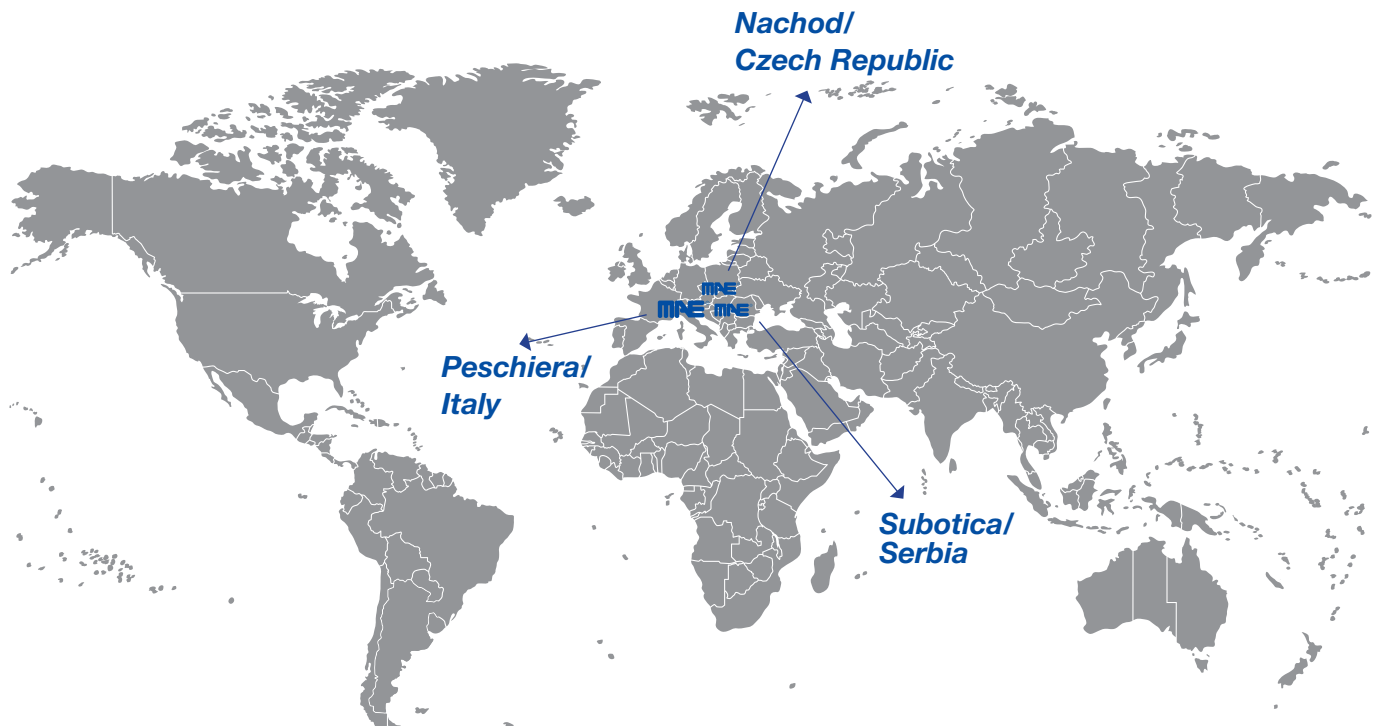 Nachod/
Czech Republic
MAE
MAE
MAE
Peschiera/
Italy
Subotica/
Serbia